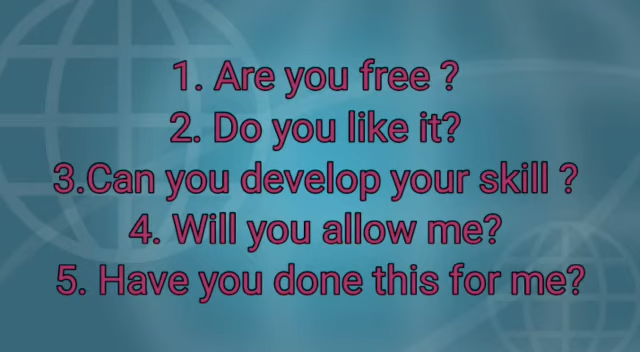 1. Are you free ?
2. Do you like it?
3.Can you develop your skill ?
4. Will you allow me?
5. Have you done this for me?